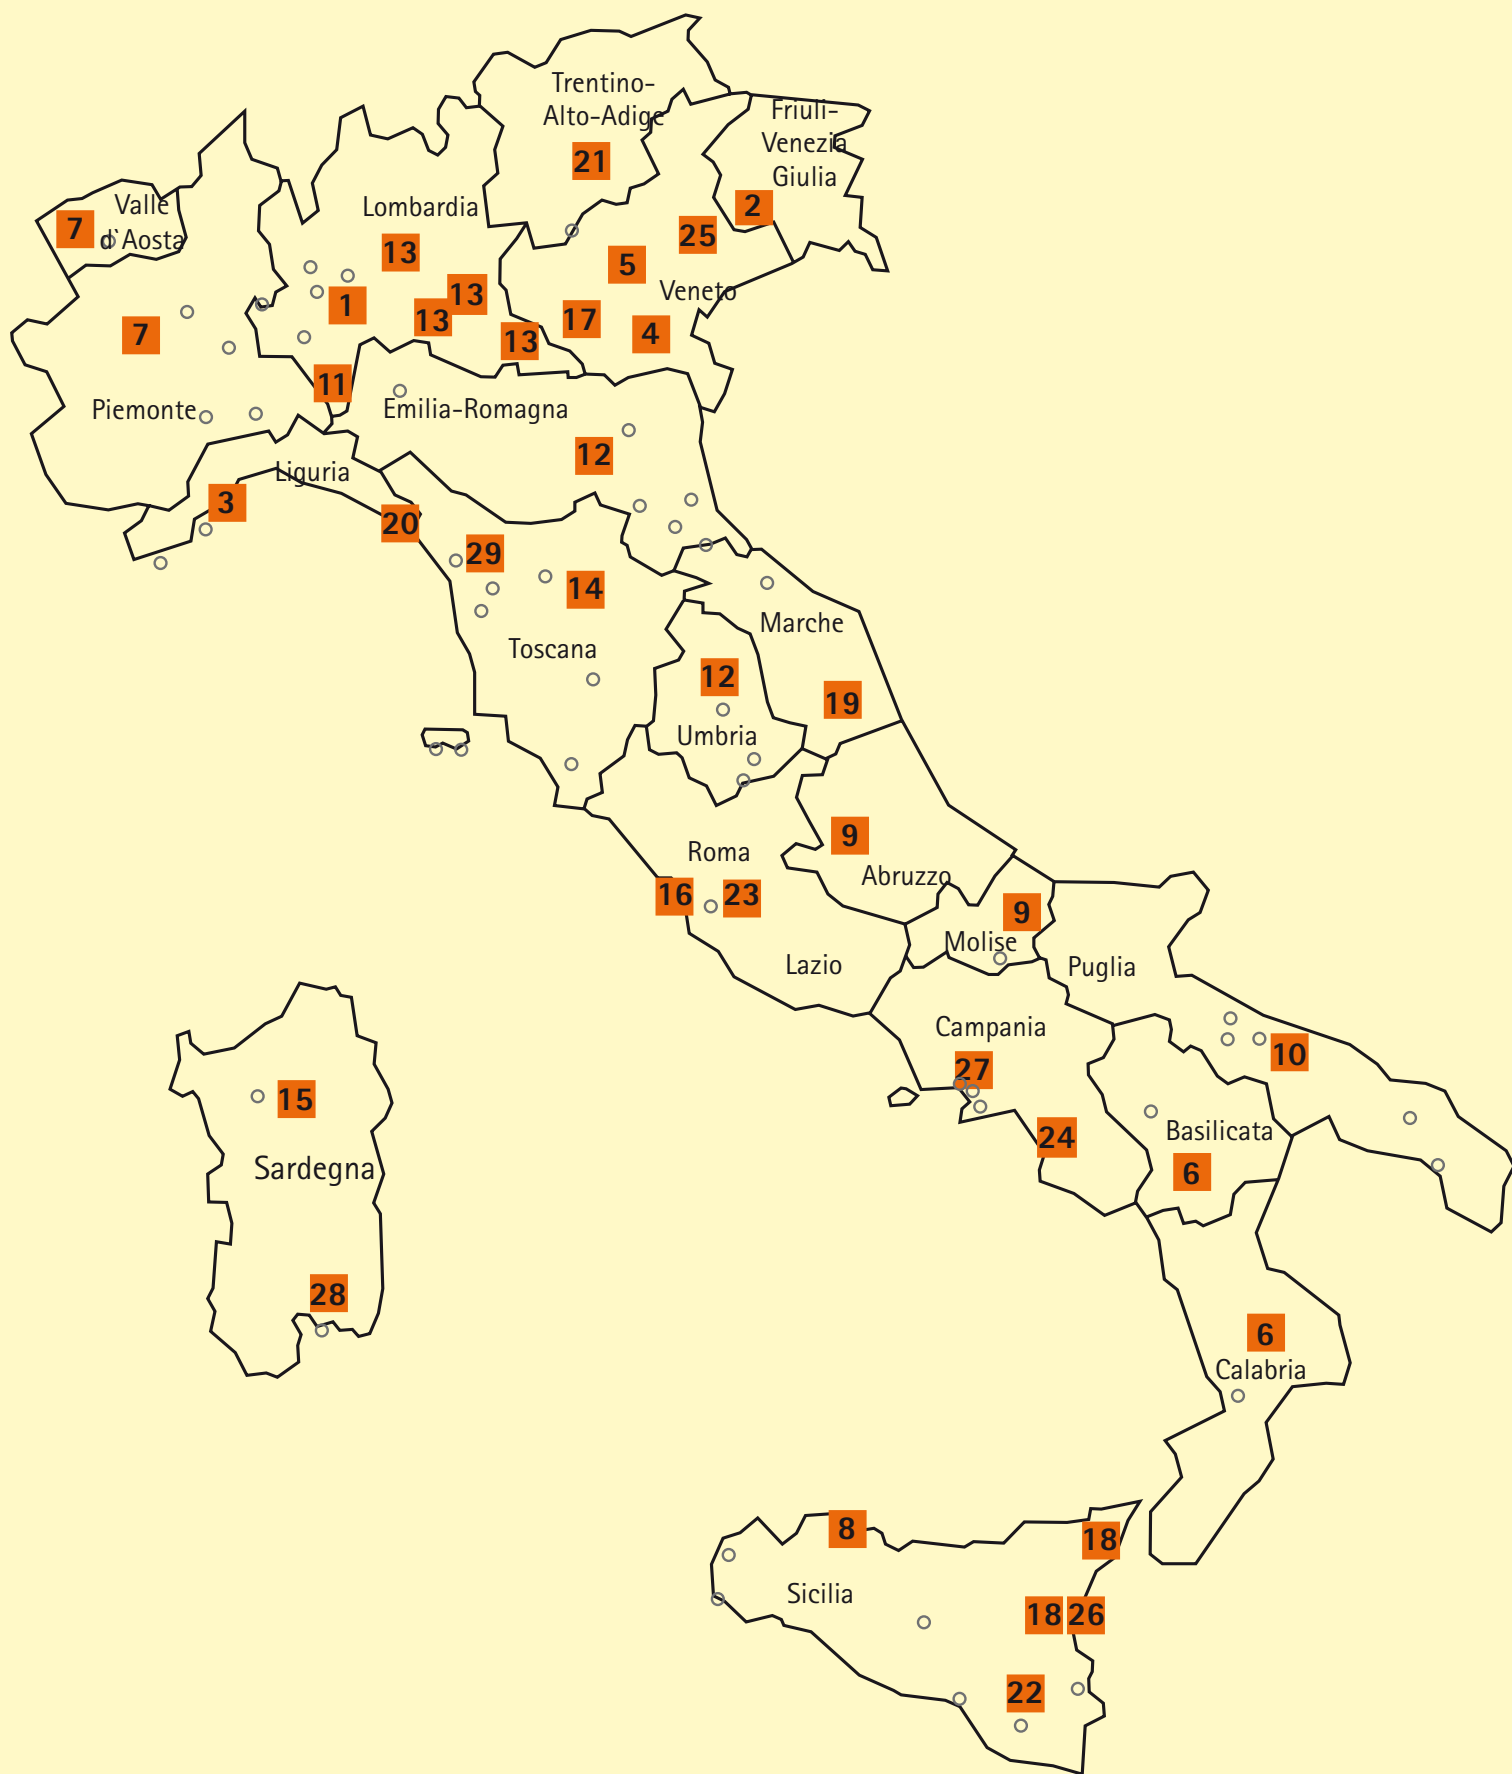 Trentino-
Alto-Adige
21
Friuli-
Venezia
Giulia
2
Valle
d`Aosta
7
Lombardia
13
25
5
Veneto
1
13
13
17
4
13
7
11
Piemonte
Emilia-Romagna
12
Liguria
3
20
29
14
Toscana
Marche
12
19
Umbria
9
Roma
Abruzzo
16
23
9
Molise
Lazio
Puglia
Campania
27
10
24
Basilicata
6
15
Sardegna
28
6
Calabria
8
18
Sicilia
18
26
22